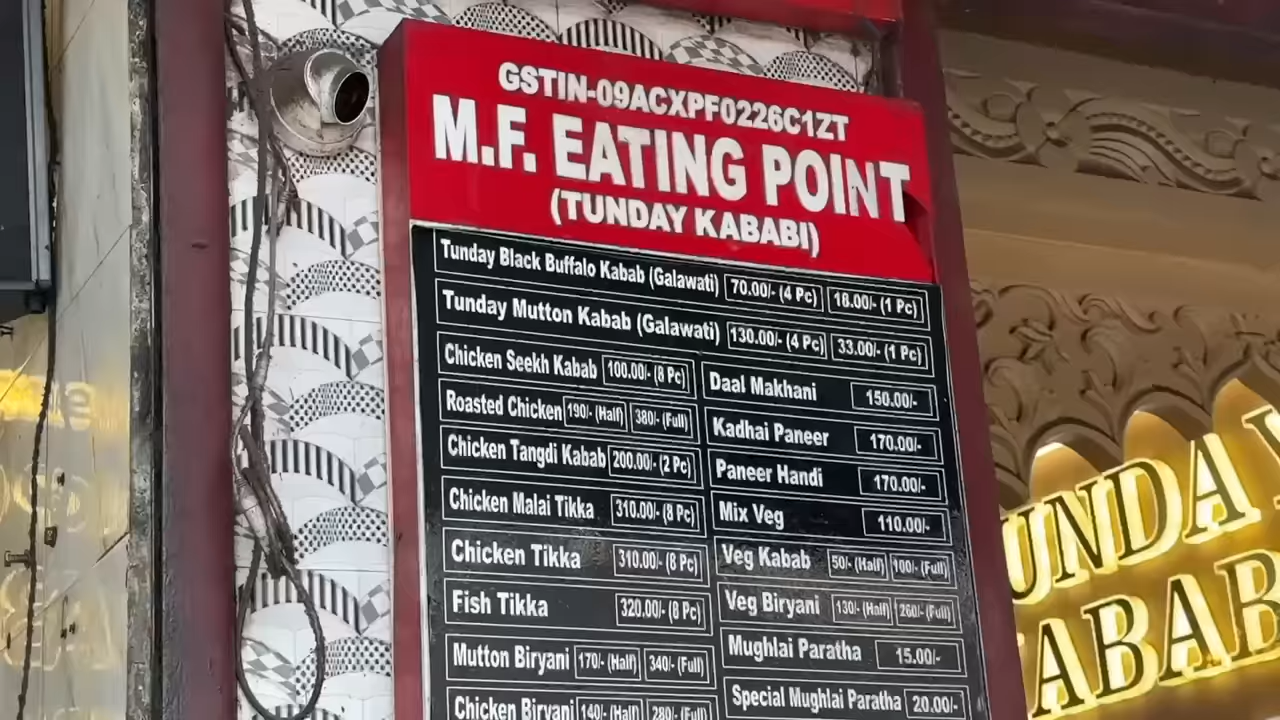 GSTIN-09ACXPF0226C1ZT
M.F. EATING POINT
(TUNDAY KABABI)
Tunday Black Buffalo Kabab (Galawati) 70.00/- (4 Pc) 18.00/- (1 Pc)
Tunday Mutton Kabab (Galawati) 130.00/- (4 Pc) 33.00/- (1 Pc)
Chicken Seekh Kabab 100.00/- (8 Pc)
Roasted Chicken 190/- (Half) 380/- (Full)
Chicken Tangdi Kabab 200.00/- (2 Pc)
Chicken Malai Tikka 310.00/- (8 Pc)
Chicken Tikka 310.00/- (8 Pc)
Fish Tikka 320.00/- (8 Pc)
Mutton Biryani 170/- (Half) 340/- (Full)
Chicken Biryani 140/- (Half) 280/- (Full)
Daal Makhani 150.00/-
Kadhai Paneer 170.00/-
Paneer Handi 170.00/-
Mix Veg 110.00/-
Veg Kabab 50/- (Half) 100/- (Full)
Veg Biryani 130/- (Half) 260/- (Full)
Mughlai Paratha 15.00/-
Special Mughlai Paratha 20.00/-
UNDAY
ABAB